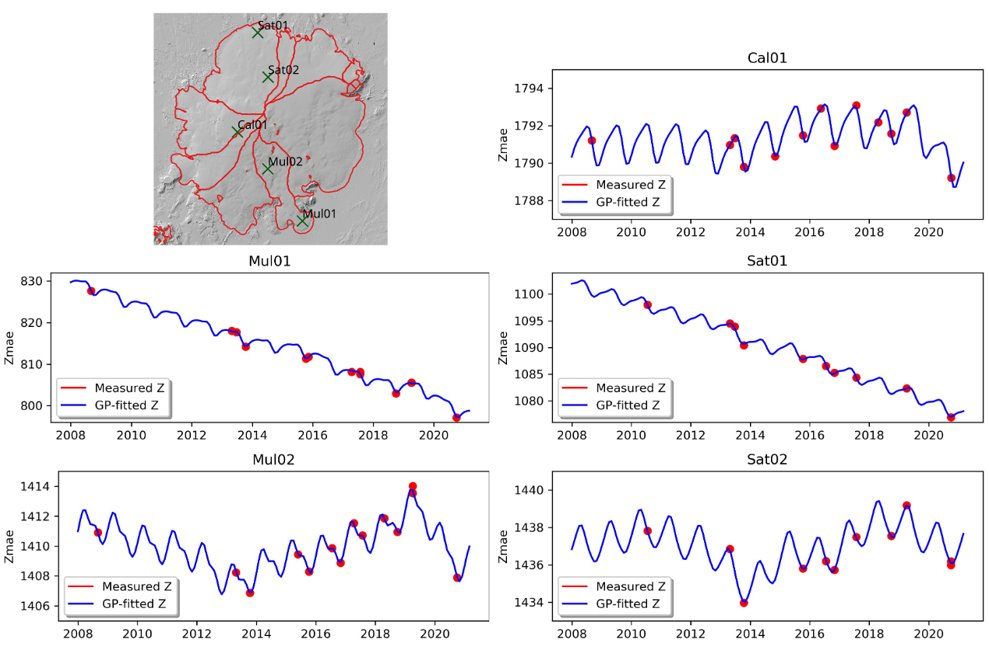 Sat01
Sat02
Cal01
Mul02
Mul01
Cal01
Zmae
1794
1792
1790
1788
Measured Z
GP-fitted Z
2008 2010 2012 2014 2016 2018 2020
Mul01
Zmae
830
820
810
800
Measured Z
GP-fitted Z
2008 2010 2012 2014 2016 2018 2020
Sat01
Zmae
1100
1095
1090
1085
1080
Measured Z
GP-fitted Z
2008 2010 2012 2014 2016 2018 2020
Mul02
Zmae
1414
1412
1410
1408
1406
Measured Z
GP-fitted Z
2008 2010 2012 2014 2016 2018 2020
Sat02
Zmae
1440
1438
1436
1434
Measured Z
GP-fitted Z
2008 2010 2012 2014 2016 2018 2020